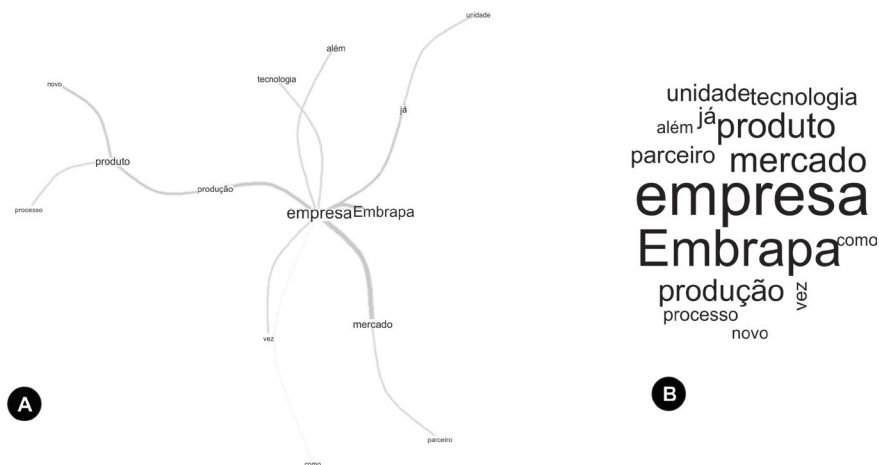 unidade
além
tecnologia
novo
já
produto
produção
processo
empresa Embrapa
mercado
vez
parceiro
como
A
unidade tecnologia
além já produto
parceiro mercado
empresa
Embrapa como
produção vez
processo
novo
B